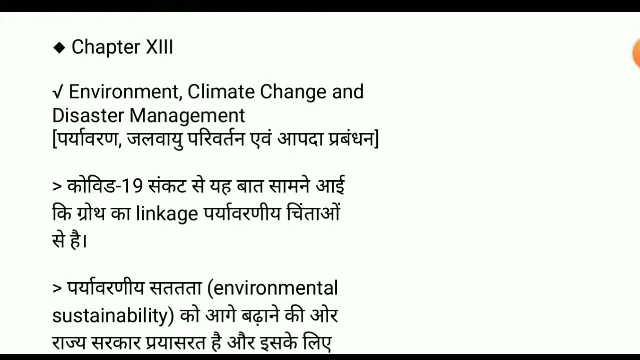 ◆ Chapter XIII
√ Environment, Climate Change and
Disaster Management
[पर्यावरण, जलवायु परिवर्तन एवं आपदा प्रबंधन]
> कोविड-19 संकट से यह बात सामने आई
कि ग्रोथ का linkage पर्यावरणीय चिंताओं
से है।
> पर्यावरणीय सततता (environmental
sustainability) को आगे बढ़ाने की ओर
राज्य सरकार प्रयासरत है और इसके लिए